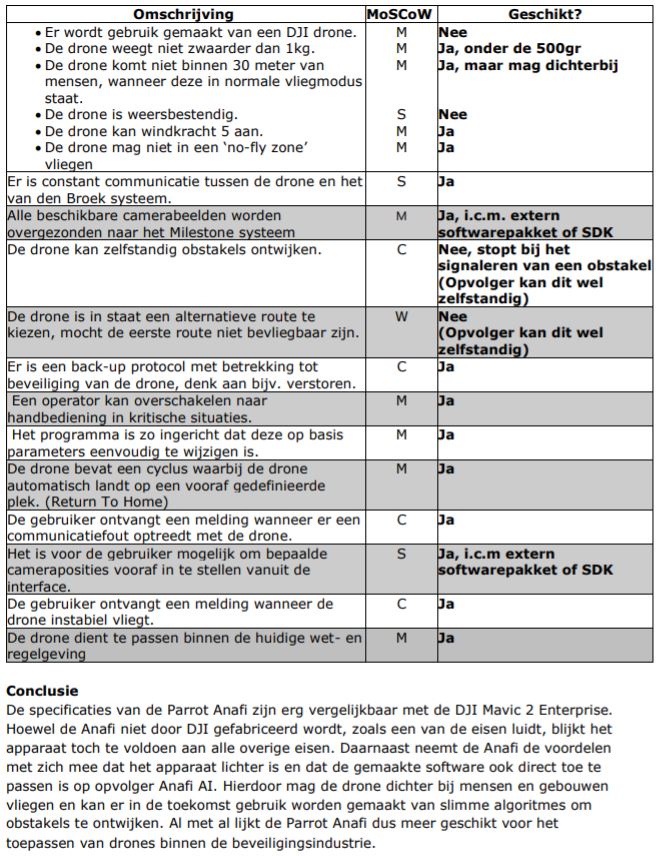 Omschrijving MoSCoW Geschikt?
• Er wordt gebruik gemaakt van een DJI drone. M Nee
• De drone weegt niet zwaarder dan 1kg. M Ja, onder de 500gr
• De drone komt niet binnen 30 meter van M Ja, maar mag dichterbij
mensen, wanneer deze in normale vliegmodus
staat.
• De drone is weersbestendig. S Nee
• De drone kan windkracht 5 aan. M Ja
• De drone mag niet in een ‘no-fly zone’ M Ja
vliegen
Er is constant communicatie tussen de drone en het S Ja
van den Broek systeem.
Alle beschikbare camerabeelden worden M Ja, i.c.m. extern
overgezonden naar het Milestone systeem softwarepakket of SDK
De drone kan zelfstandig obstakels ontwijken. C Nee, stopt bij het
signaleren van een obstakel
(Opvolger kan dit wel
zelfstandig)
De drone is in staat een alternatieve route te W Nee
kiezen, mocht de eerste route niet bevliegbaar zijn. (Opvolger kan dit wel
zelfstandig)
Er is een back-up protocol met betrekking tot C Ja
beveiliging van de drone, denk aan bijv. verstoren.
Een operator kan overschakelen naar M Ja
handbediening in kritische situaties.
Het programma is zo ingericht dat deze op basis M Ja
parameters eenvoudig te wijzigen is.
De drone bevat een cyclus waarbij de drone M Ja
automatisch landt op een vooraf gedefinieerde
plek. (Return To Home)
De gebruiker ontvangt een melding wanneer er een C Ja
communicatiefout optreedt met de drone.
Het is voor de gebruiker mogelijk om bepaalde S Ja, i.c.m extern
cameraposities vooraf in te stellen vanuit de softwarepakket of SDK
interface.
De gebruiker ontvangt een melding wanneer de C Ja
drone instabiel vliegt.
De drone dient te passen binnen de huidige wet- en M Ja
regelgeving
Conclusie
De specificaties van de Parrot Anafi zijn erg vergelijkbaar met de DJI Mavic 2 Enterprise.
Hoewel de Anafi niet door DJI gefabriceerd wordt, zoals een van de eisen luidt, blijkt het
apparaat toch te voldoen aan alle overige eisen. Daarnaast neemt de Anafi de voordelen
met zich mee dat het apparaat lichter is en dat de gemaakte software ook direct toe te
passen is op opvolger Anafi AI. Hierdoor mag de drone dichter bij mensen en gebouwen
vliegen en kan er in de toekomst gebruik worden gemaakt van slimme algoritmes om
obstakels te ontwijken. Al met al lijkt de Parrot Anafi dus meer geschikt voor het
toepassen van drones binnen de beveiligingsindustrie.